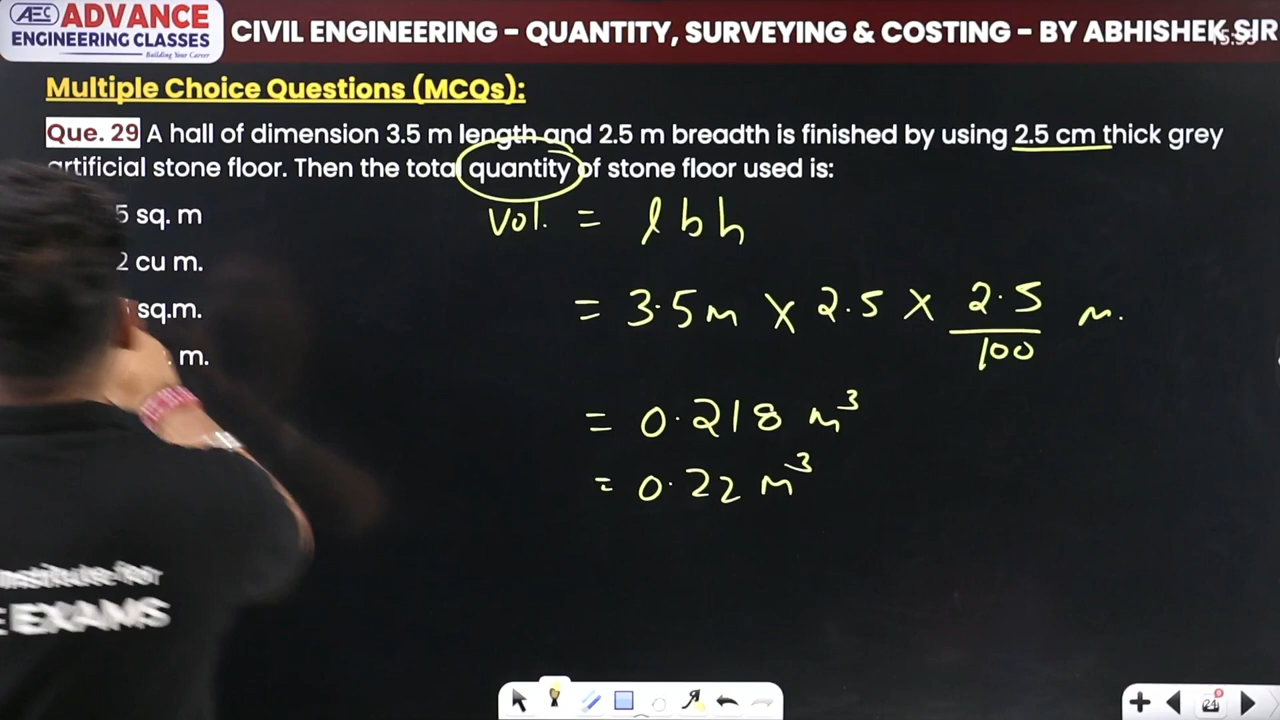 AEC ADVANCE
ENGINEERING CLASSES
Building Your Career
CIVIL ENGINEERING - QUANTITY, SURVEYING & COSTING - BY ABHISHEK SIR
Multiple Choice Questions (MCQs):
Que. 29 A hall of dimension 3.5 m length and 2.5 m breadth is finished by using 2.5 cm thick grey
artificial stone floor. Then the total quantity of stone floor used is:
5 sq. m
2 cu m.
sq.m.
. m.
Vol. = l b h
= 3.5 m X 2.5 X 2.5 m.
100
= 0.218 m³
= 0.22 m³
EXAMS
24